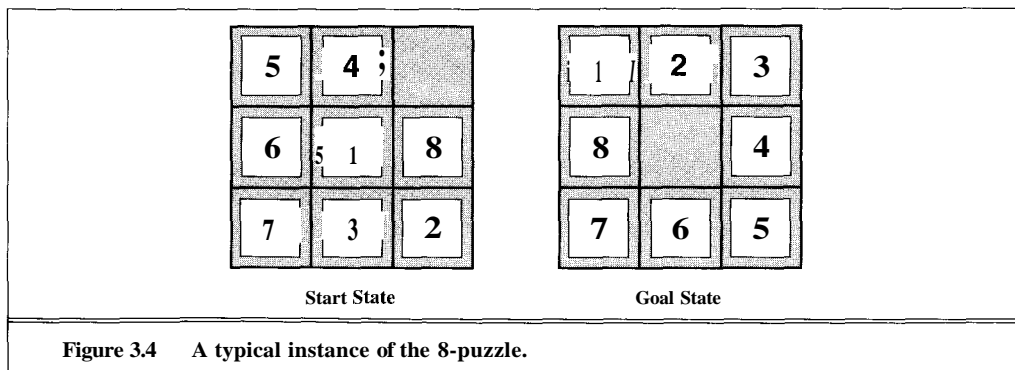 5 4 ; 1 2 3
6 5 1 8 8 4
7 3 2 7 6 5
Start State Goal State
Figure 3.4 A typical instance of the 8-puzzle.